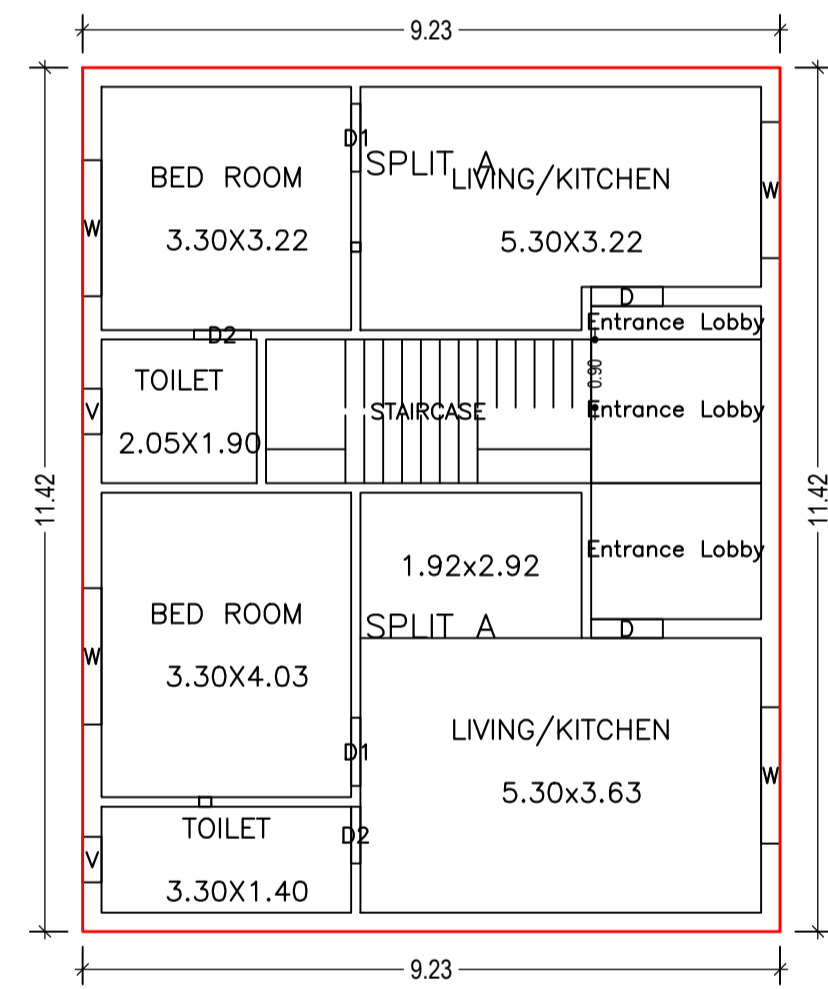 9.23
D1
SPLIT A
BED ROOM
LIVING/KITCHEN
W
3.30X3.22
5.30X3.22
W
D
Entrance Lobby
D2
TOILET
0.90
V
STAIRCASE
Entrance Lobby
2.05X1.90
11.42
11.42
Entrance Lobby
1.92x2.92
BED ROOM
SPLIT A
D
W
3.30X4.03
LIVING/KITCHEN
D1
W
5.30x3.63
TOILET
D2
V
3.30X1.40
9.23